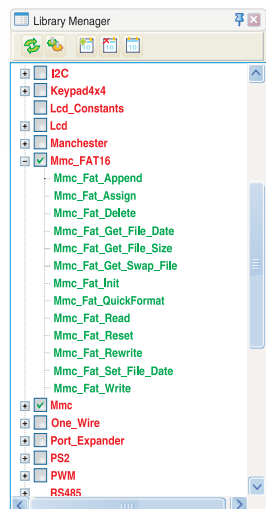 Library Menager
I2C
Keypad4x4
Lcd_Constants
Lcd
Manchester
Mmc_FAT16
Mmc_Fat_Append
Mmc_Fat_Assign
Mmc_Fat_Delete
Mmc_Fat_Get_File_Date
Mmc_Fat_Get_File_Size
Mmc_Fat_Get_Swap_File
Mmc_Fat_Init
Mmc_Fat_QuickFormat
Mmc_Fat_Read
Mmc_Fat_Reset
Mmc_Fat_Rewrite
Mmc_Fat_Set_File_Date
Mmc_Fat_Write
Mmc
One_Wire
Port_Expander
PS2
PWM
RS485